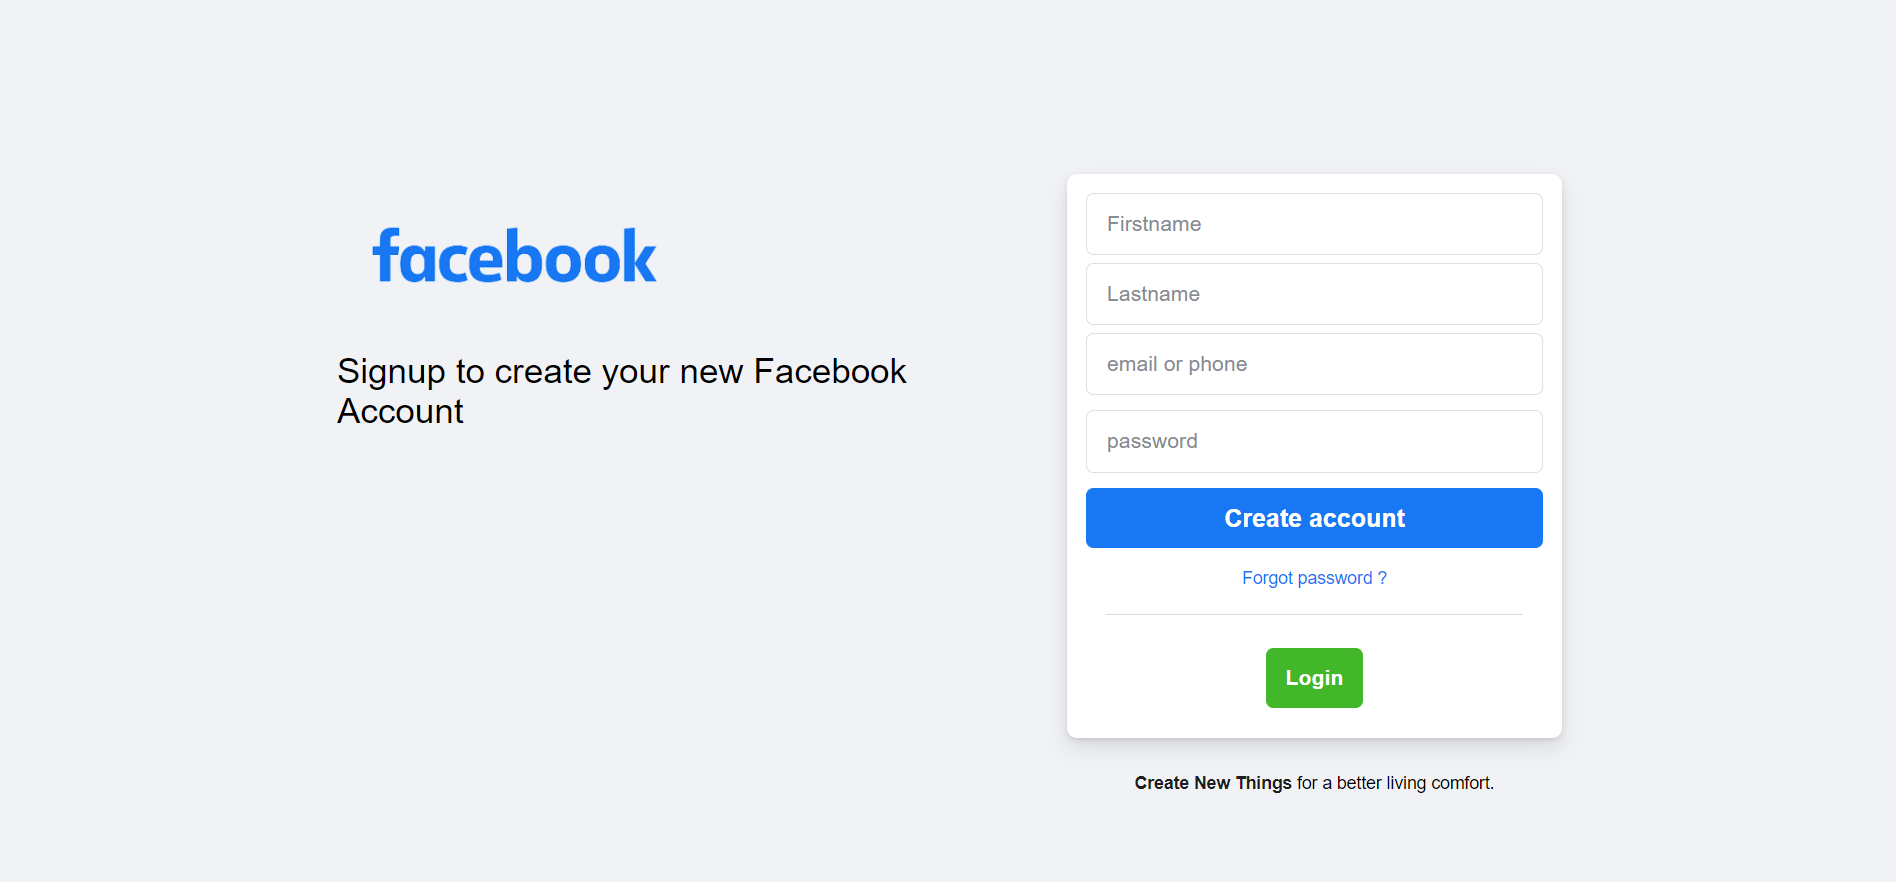 facebook
Signup to create your new Facebook
Account
Firstname
Lastname
email or phone
password
Create account
Forgot password ?
Login
Create New Things for a better living comfort.